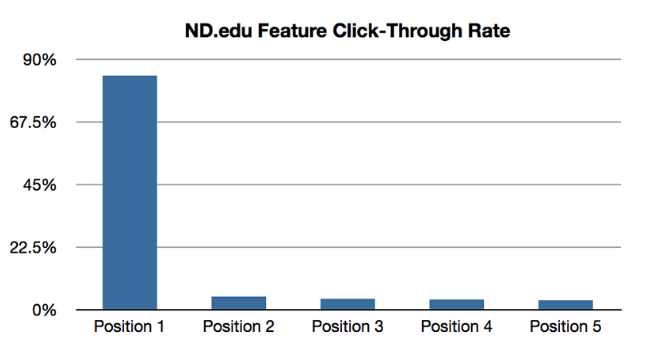 ND.edu Feature Click-Through Rate
90%
67.5%
45%
22.5%
0%
Position 1 Position 2 Position 3 Position 4 Position 5